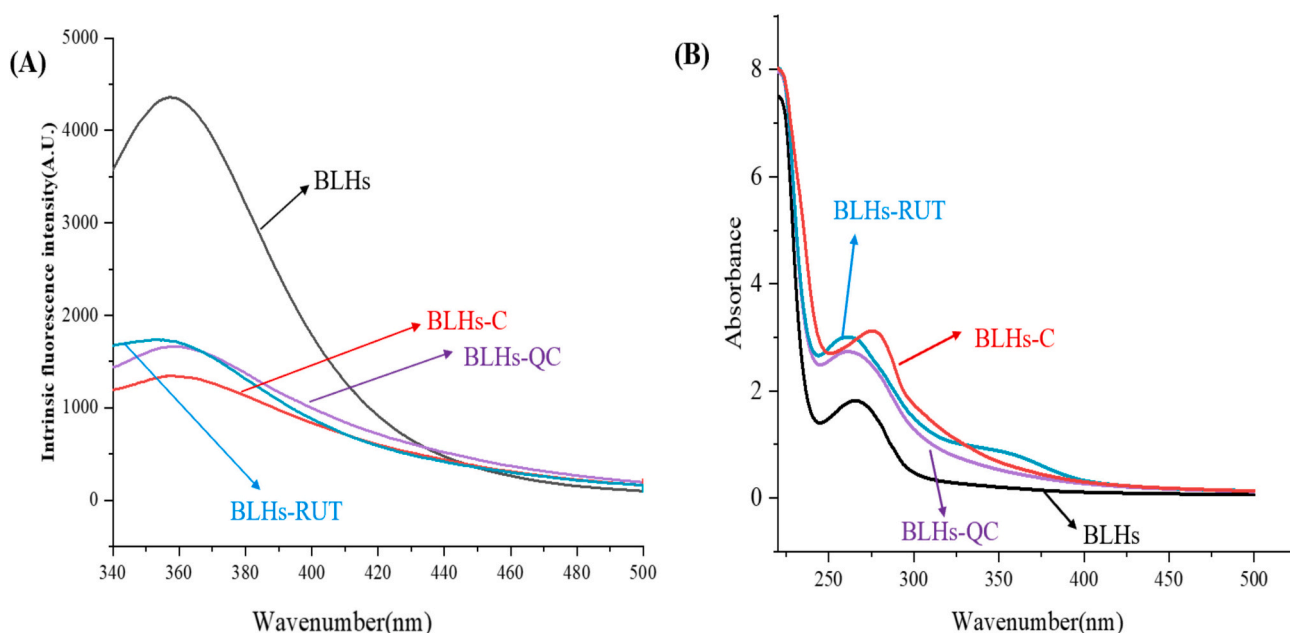 (A)
Intrinsic fluorescence intensity(A.U.)
5000
4000
3000
2000
1000
0
BLHs
BLHs-C
BLHs-QC
BLHs-RUT
340 360 380 400 420 440 460 480 500
Wavenumber(nm)
(B)
Absorbance
8
6
4
2
0
BLHs-RUT
BLHs-C
BLHs-QC
BLHs
250 300 350 400 450 500
Wavenumber(nm)